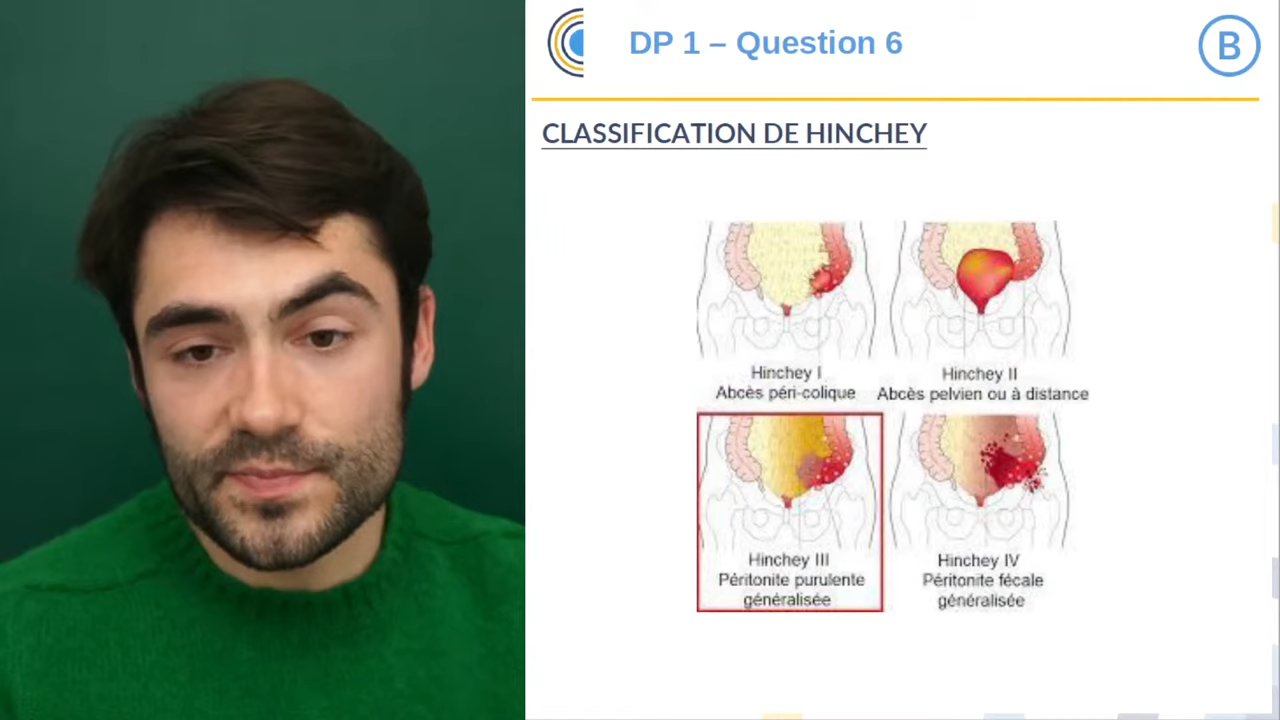 DP 1 – Question 6
B
CLASSIFICATION DE HINCHEY
Hinchey I
Abcès péri-colique
Hinchey II
Abcès pelvien ou à distance
Hinchey III
Péritonite purulente
généralisée
Hinchey IV
Péritonite fécale
généralisée